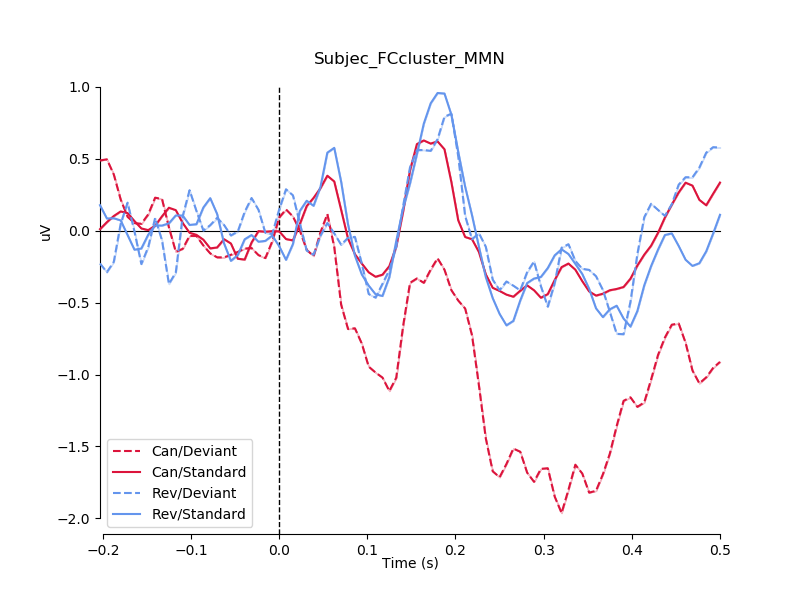 Subjec_FCcluster_MMN
1.0
0.5
0.0
−0.5
−1.0
−1.5
−2.0
uV
Can/Deviant
Can/Standard
Rev/Deviant
Rev/Standard
−0.2
−0.1
0.0
0.1
0.2
0.3
0.4
0.5
Time (s)